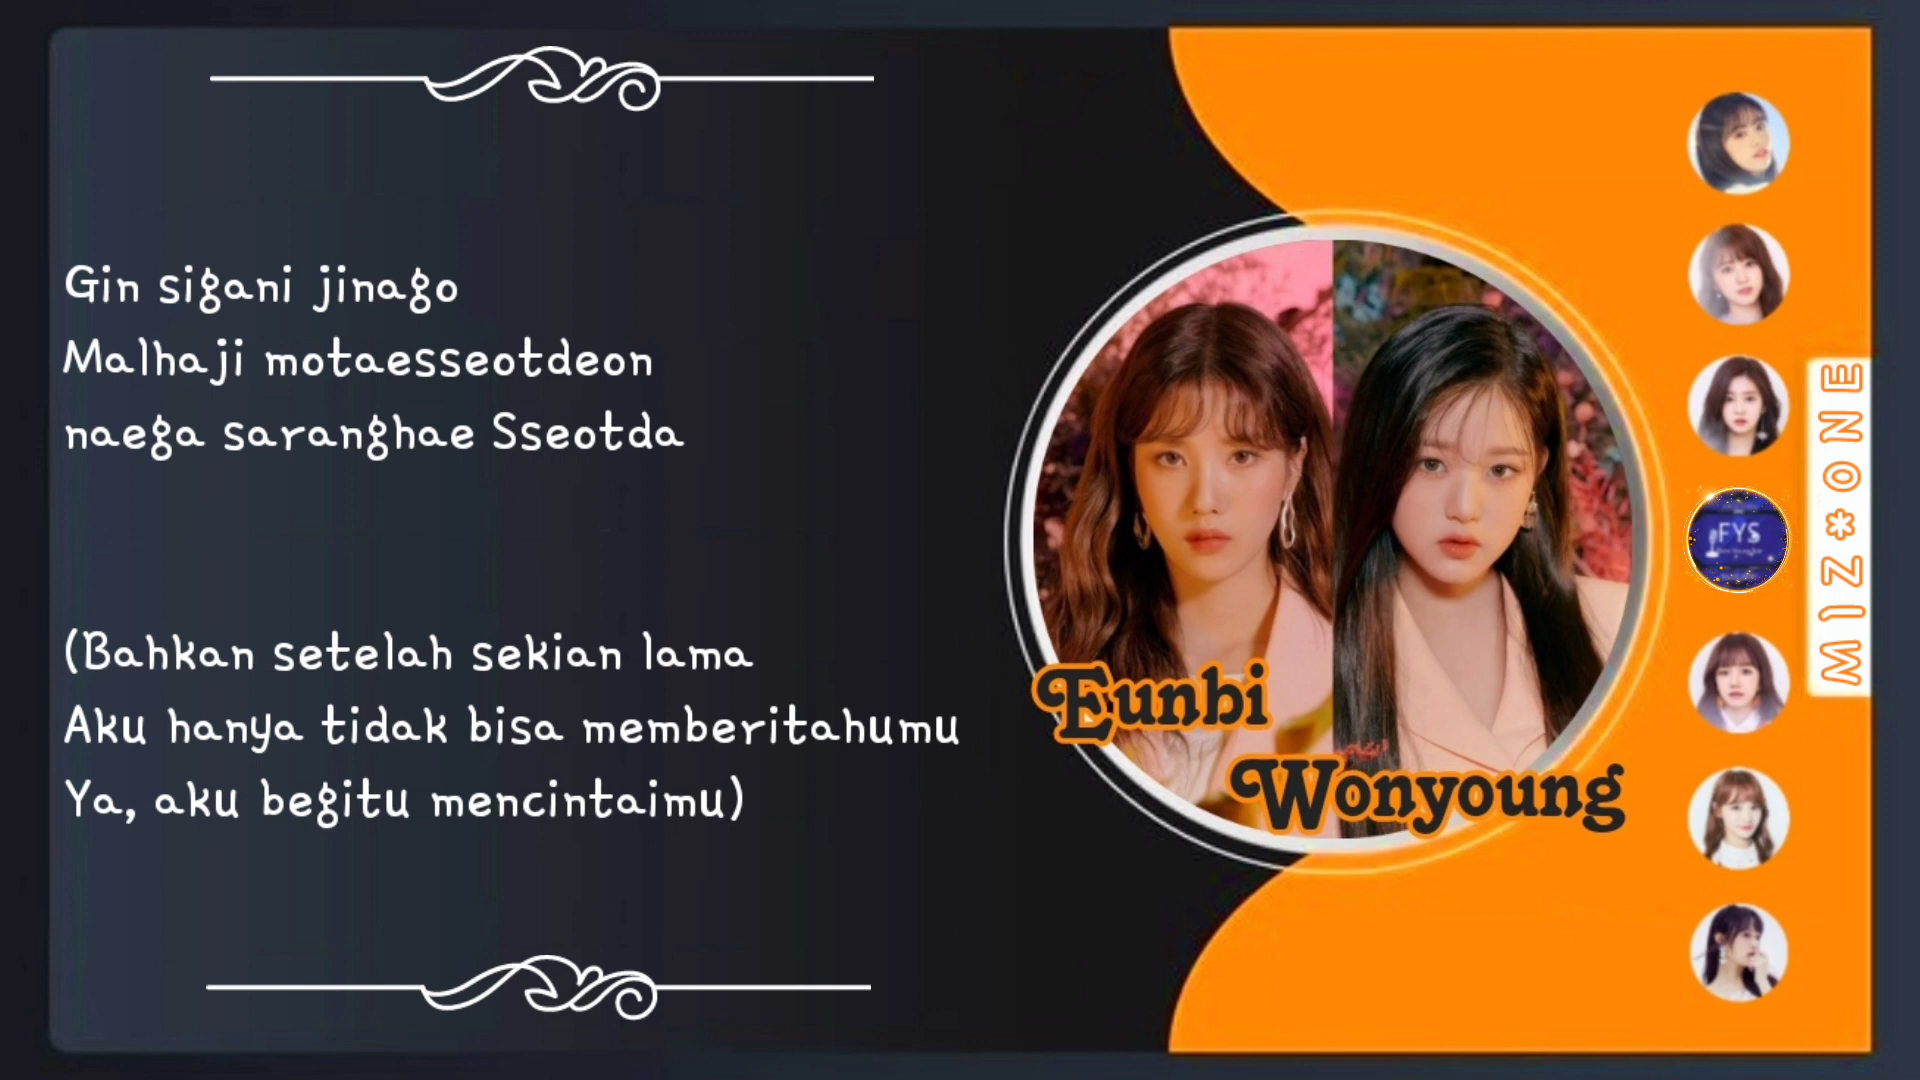 Gin sigani jinago
Malhaji motaesseotdeon
naega saranghae Sseotda
(Bahkan setelah sekian lama
Aku hanya tidak bisa memberitahumu
Ya, aku begitu mencintaimu)
Eunbi
Wonyoung
FYS
MIZ*ONE